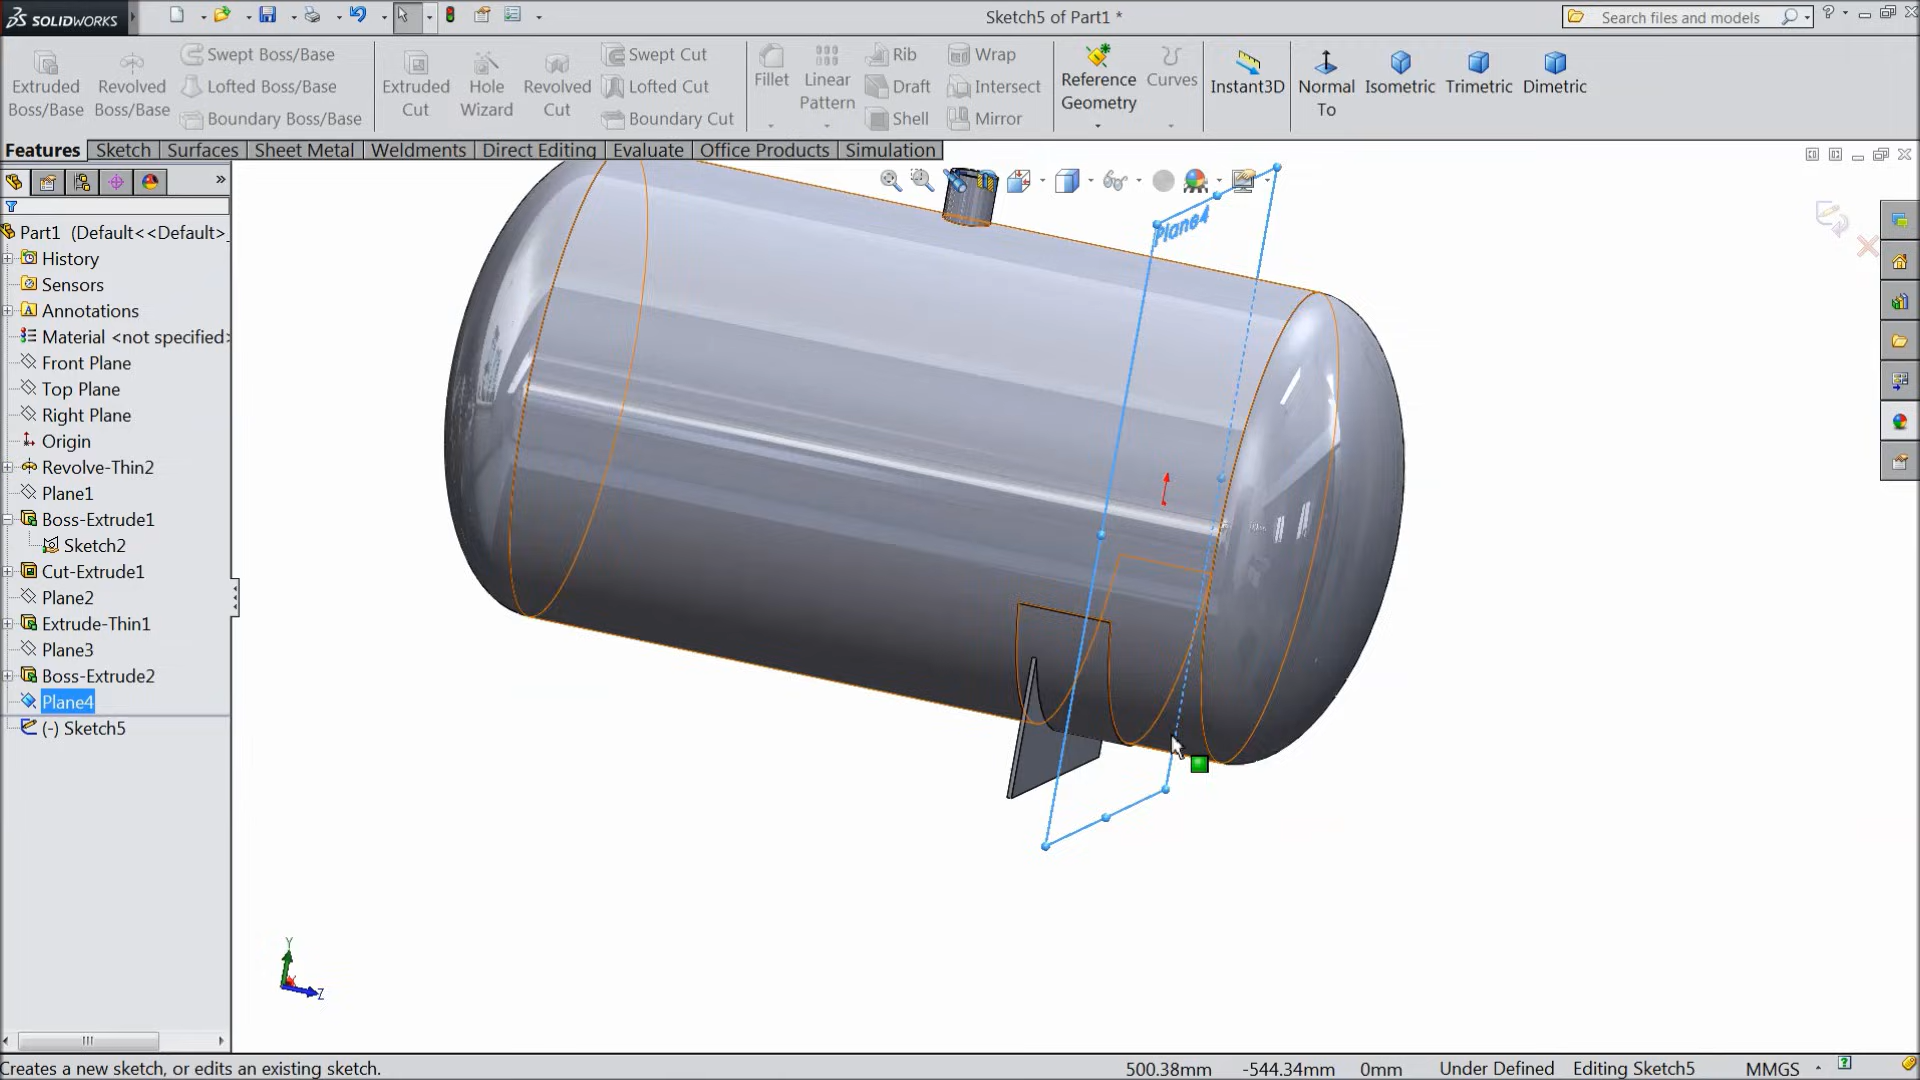 SOLIDWORKS
Sketch5 of Part1 *
Search files and models
?
Extruded Boss/Base
Revolved Boss/Base
Swept Boss/Base
Lofted Boss/Base
Boundary Boss/Base
Extruded Cut
Hole Wizard
Revolved Cut
Swept Cut
Lofted Cut
Boundary Cut
Fillet
Linear Pattern
Rib
Draft
Shell
Wrap
Intersect
Mirror
Reference Geometry
Curves
Instant3D
Normal To
Isometric
Trimetric
Dimetric
Features Sketch Surfaces Sheet Metal Weldments Direct Editing Evaluate Office Products Simulation
»
Part1 (Default<<Default>_
History
Sensors
Annotations
Material <not specified>
Front Plane
Top Plane
Right Plane
Origin
Revolve-Thin2
Plane1
Boss-Extrude1
Sketch2
Cut-Extrude1
Plane2
Extrude-Thin1
Plane3
Boss-Extrude2
Plane4
(-) Sketch5
Plane4
Y
Z
Creates a new sketch, or edits an existing sketch.
500.38mm -544.34mm 0mm Under Defined Editing Sketch5 MMGS ?